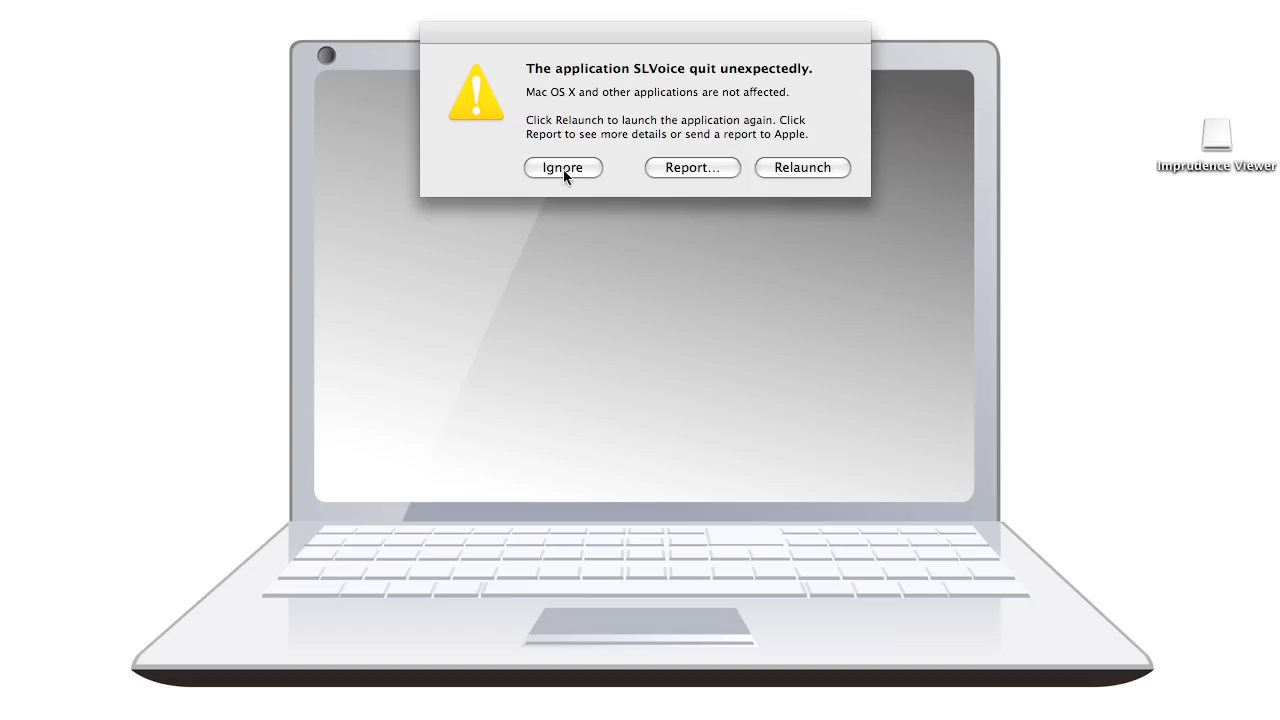 The application SLVoice quit unexpectedly.
Mac OS X and other applications are not affected.
Click Relaunch to launch the application again. Click
Report to see more details or send a report to Apple.
Ignore
Report...
Relaunch
Imprudence Viewer